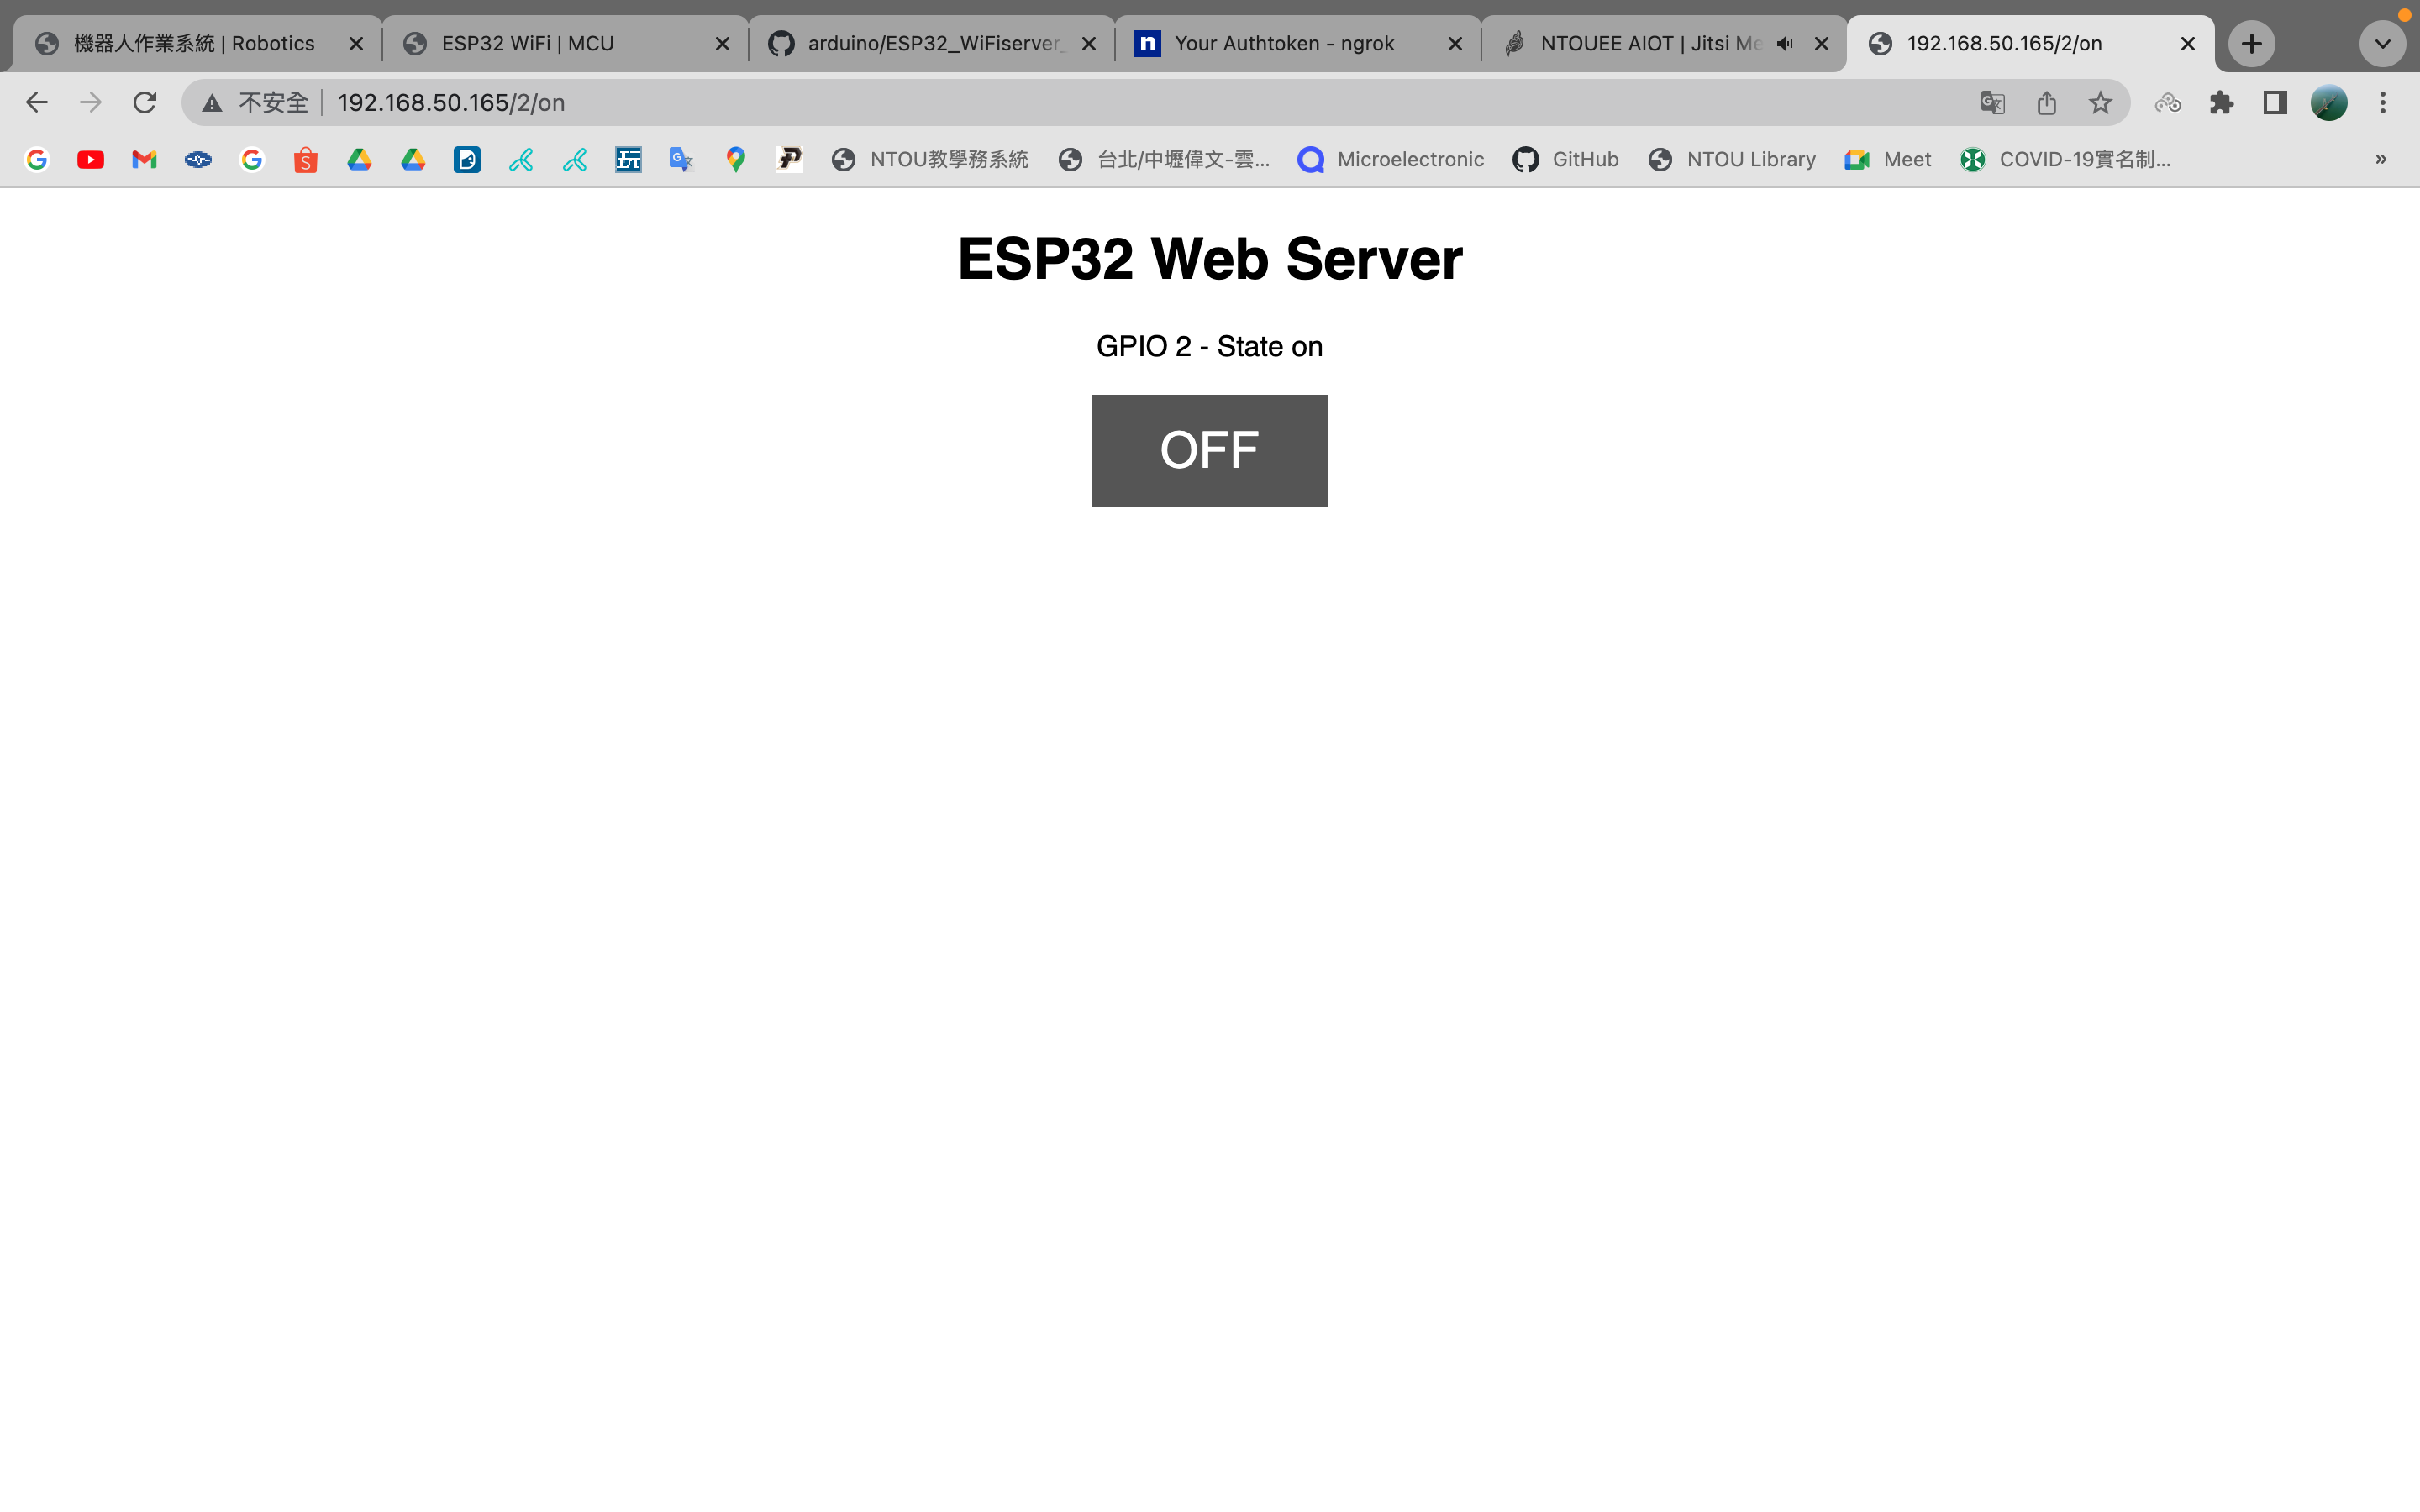 機器人作業系統 | Robotics
ESP32 WiFi | MCU
arduino/ESP32_WiFiserver_
Your Authtoken - ngrok
NTOUEE AIOT | Jitsi Me
192.168.50.165/2/on
不安全 192.168.50.165/2/on
NTOU教學務系統
台北/中壢偉文-雲...
Microelectronic
GitHub
NTOU Library
Meet
COVID-19實名制...
»
ESP32 Web Server
GPIO 2 - State on
OFF